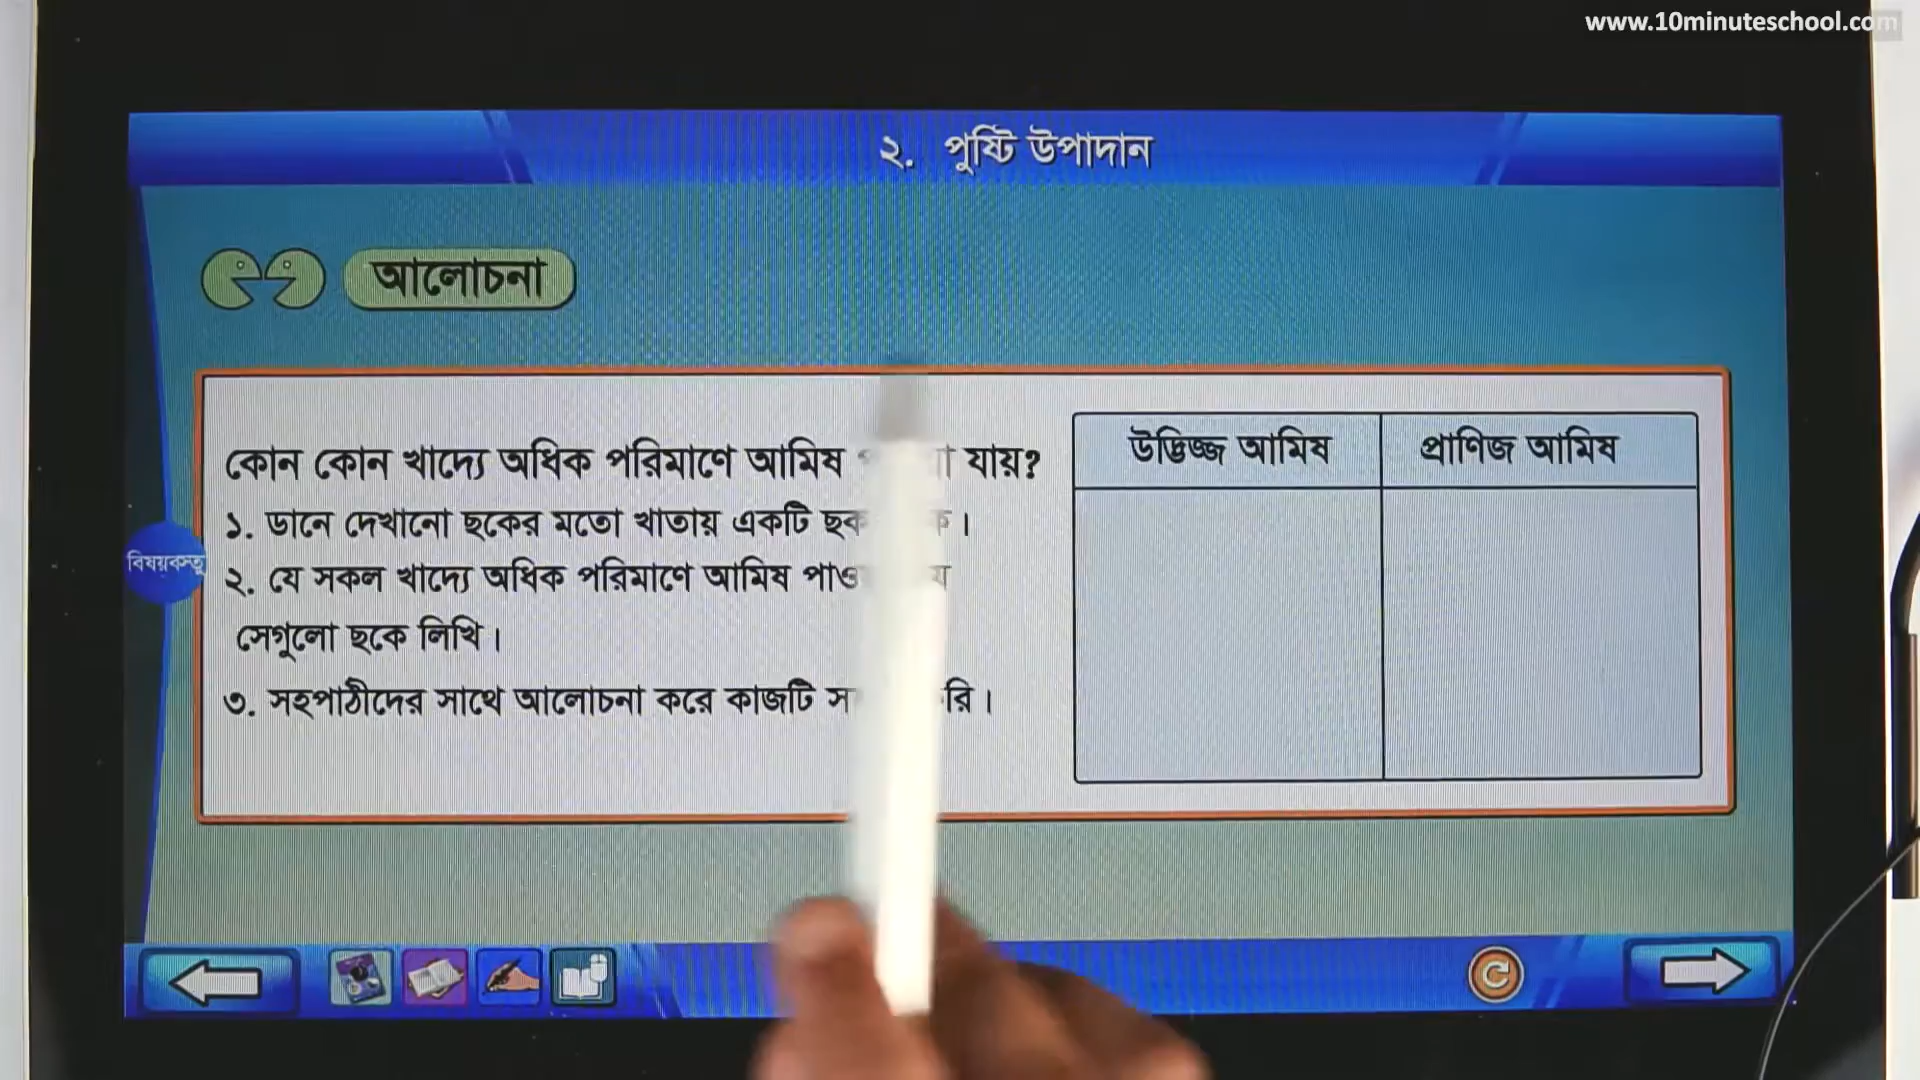 www.10minuteschool.com
২. পুষ্টি উপাদান
আলোচনা
কোন কোন খাদ্যে অধিক পরিমাণে আমিষ যায়?
১. ডানে দেখানো ছকের মতো খাতায় একটি
২. যে সকল খাদ্যে অধিক পরিমাণে আমিষ
সেগুলো ছকে লিখি।
৩. সহপাঠীদের সাথে আলোচনা করে কাজটি
উদ্ভিজ্জ আমিষ
প্রাণিজ আমিষ
বিষয়বস্তু